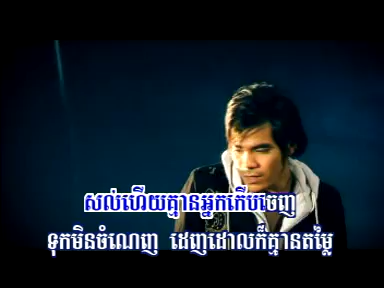 សល់ហើយគ្មានអ្នកកើបចេញ
ទុកមិនចំណេញ ដេញដោលក៏គ្មានតម្លៃ